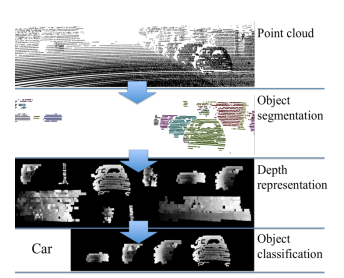 Point cloud
Object
segmentation
Depth
representation
Car
Object
classification